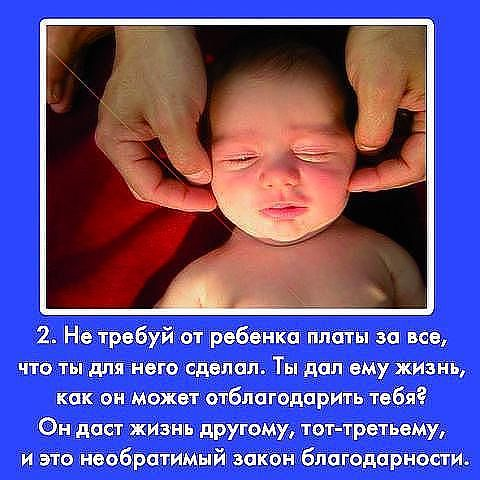 2. Не требуй от ребенка платы за все,
что ты для него сделал. Ты дал ему жизнь,
как он может отблагодарить тебя?
Он даст жизнь другому, тот-третьему,
и это необратимый закон благодарности.